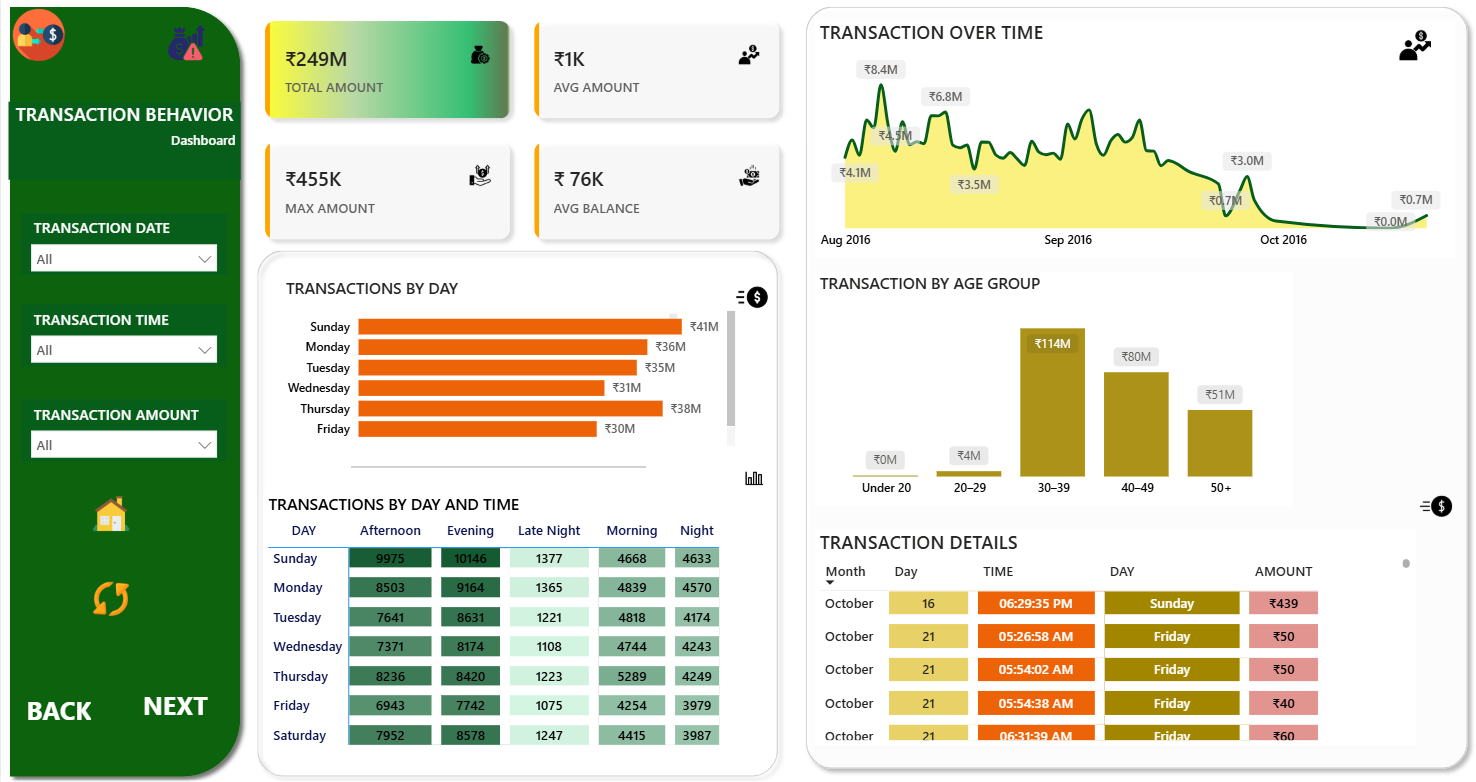 TRANSACTION BEHAVIOR
Dashboard
TRANSACTION DATE
All
TRANSACTION TIME
All
TRANSACTION AMOUNT
All
BACK
NEXT
₹249M
TOTAL AMOUNT
₹1K
AVG AMOUNT
₹455K
MAX AMOUNT
₹ 76K
AVG BALANCE
TRANSACTIONS BY DAY
Sunday ₹41M
Monday ₹36M
Tuesday ₹35M
Wednesday ₹31M
Thursday ₹38M
Friday ₹30M
TRANSACTIONS BY DAY AND TIME
DAY Afternoon Evening Late Night Morning Night
Sunday 9975 10146 1377 4668 4633
Monday 8503 9164 1365 4839 4570
Tuesday 7641 8631 1221 4818 4174
Wednesday 7371 8174 1108 4744 4243
Thursday 8236 8420 1223 5289 4249
Friday 6943 7742 1075 4254 3979
Saturday 7952 8578 1247 4415 3987
TRANSACTION OVER TIME
₹8.4M
₹6.8M
₹4.5M
₹4.1M
₹3.5M
₹3.0M
₹0.7M
₹0.7M
₹0.0M
Aug 2016 Sep 2016 Oct 2016
TRANSACTION BY AGE GROUP
₹0M ₹4M ₹114M ₹80M ₹51M
Under 20 20–29 30–39 40–49 50+
TRANSACTION DETAILS
Month Day TIME DAY AMOUNT
October 16 06:29:35 PM Sunday ₹439
October 21 05:26:58 AM Friday ₹50
October 21 05:54:02 AM Friday ₹50
October 21 05:54:38 AM Friday ₹40
October 21 06:31:39 AM Friday ₹60